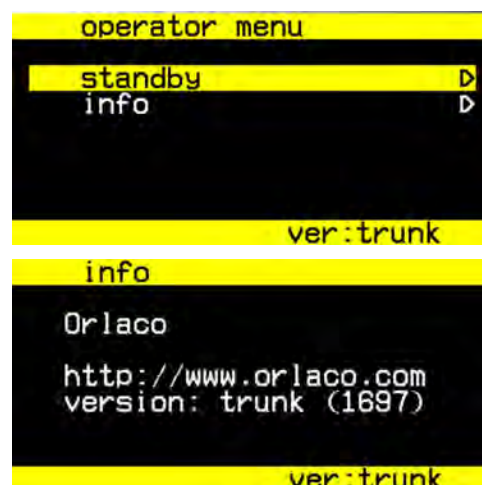 operator menu
standby
info
ver:trunk
info
Orlaco
http://www.orlaco.com
version: trunk (1697)
ver:trunk